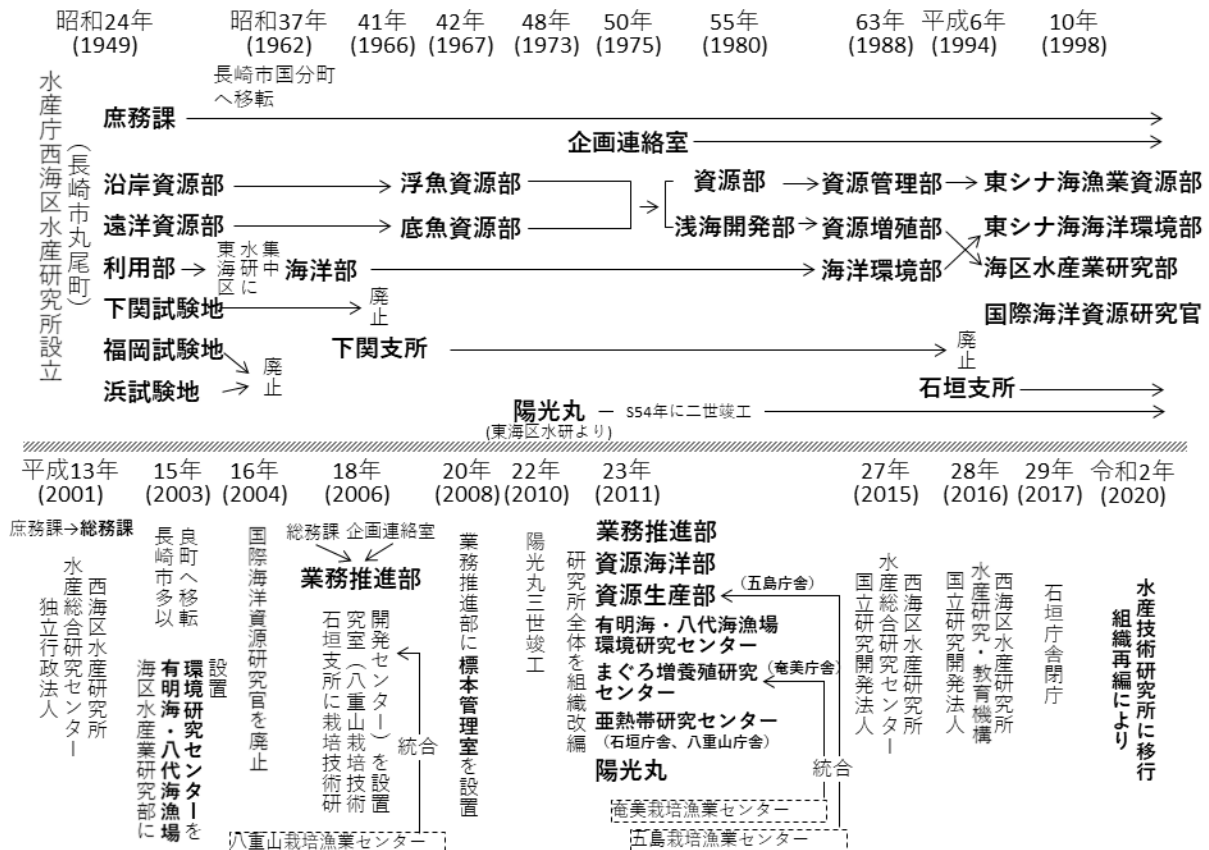 昭和24年
(1949)
昭和37年
(1962)
41年
(1966)
42年
(1967)
48年
(1973)
50年
(1975)
55年
(1980)
63年
(1988)
平成6年
(1994)
10年
(1998)
水産庁西海区水産研究所設立
(長崎市丸尾町)
長崎市国分町
へ移転
庶務課
企画連絡室
沿岸資源部
浮魚資源部
資源部
資源管理部
東シナ海漁業資源部
遠洋資源部
底魚資源部
浅海開発部
資源増殖部
東シナ海海洋環境部
利用部
東海区
水研に
集中
海洋部
海洋環境部
海区水産業研究部
下関試験地
廃止
国際海洋資源研究官
福岡試験地
廃止
下関支所
廃止
浜試験地
石垣支所
陽光丸
S54年に二世竣工
(東海区水研より)
平成13年
(2001)
15年
(2003)
16年
(2004)
18年
(2006)
20年
(2008)
22年
(2010)
23年
(2011)
27年
(2015)
28年
(2016)
29年
(2017)
令和2年
(2020)
庶務課→総務課
独立行政法人
水産総合研究センター
西海区水産研究所
長崎市多以
良町へ移転
海区水産業研究部に
有明海・八代海漁場
環境研究センターを
設置
国際海洋資源研究官を廃止
総務課 企画連絡室
業務推進部
石垣支所に栽培技術研
究室(八重山栽培技術
開発センター)を設置
統合
八重山栽培漁業センター
業務推進部に標本管理室を設置
陽光丸三世竣工
研究所全体を組織改編
業務推進部
資源海洋部
資源生産部
(五島庁舎)
有明海・八代海漁場
環境研究センター
まぐろ増養殖研究
センター
(奄美庁舎)
亜熱帯研究センター
(石垣庁舎、八重山庁舎)
陽光丸
統合
奄美栽培漁業センター
五島栽培漁業センター
国立研究開発法人
水産総合研究センター
西海区水産研究所
国立研究開発法人
水産研究・教育機構
西海区水産研究所
石垣庁舎閉庁
組織再編により
水産技術研究所に移行